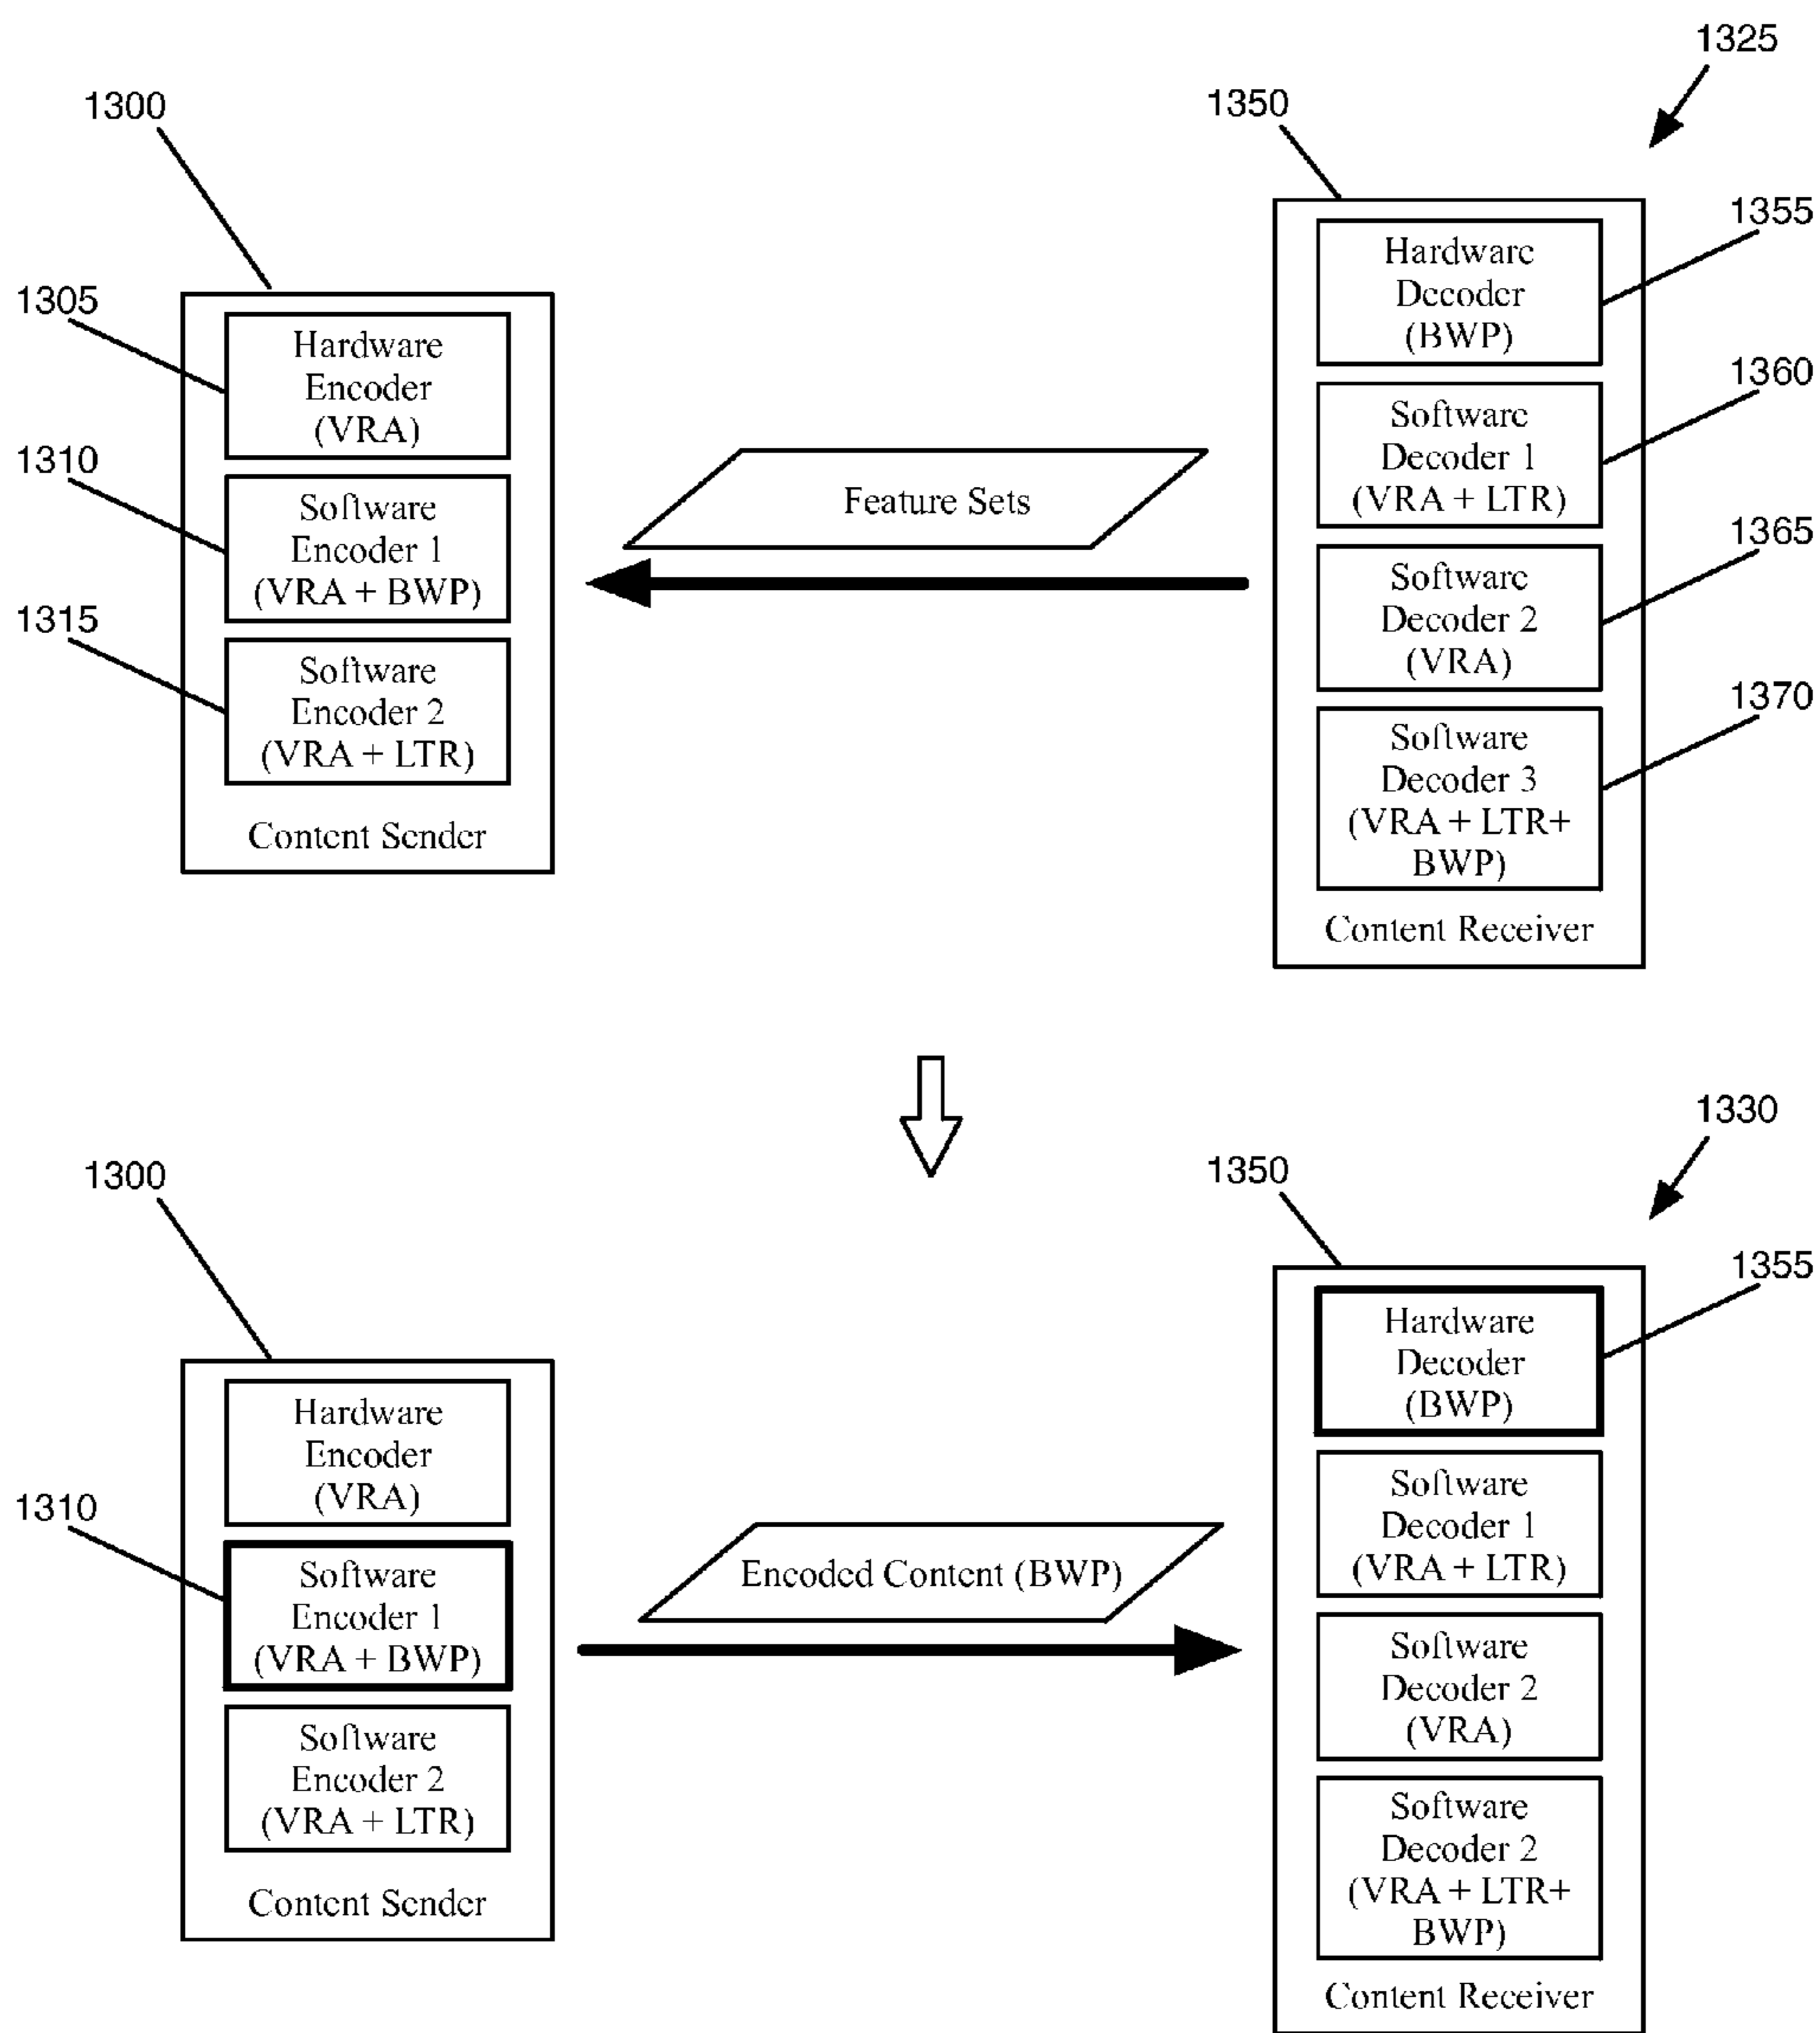 1325
1300
1350
1355
Hardware
Decoder
(BWP)
1305
Hardware
Encoder
(VRA)
1360
Software
Decoder 1
(VRA + LTR)
1310
Software
Encoder 1
(VRA + BWP)
Feature Sets
1365
Software
Decoder 2
(VRA)
1315
Software
Encoder 2
(VRA + LTR)
1370
Software
Decoder 3
(VRA + LTR+
BWP)
Content Sender
Content Receiver
1330
1300
1350
1355
Hardware
Decoder
(BWP)
Hardware
Encoder
(VRA)
Software
Decoder 1
(VRA + LTR)
1310
Software
Encoder 1
(VRA + BWP)
Encoded Content (BWP)
Software
Decoder 2
(VRA)
Software
Encoder 2
(VRA + LTR)
Software
Decoder 2
(VRA + LTR+
BWP)
Content Sender
Content Receiver